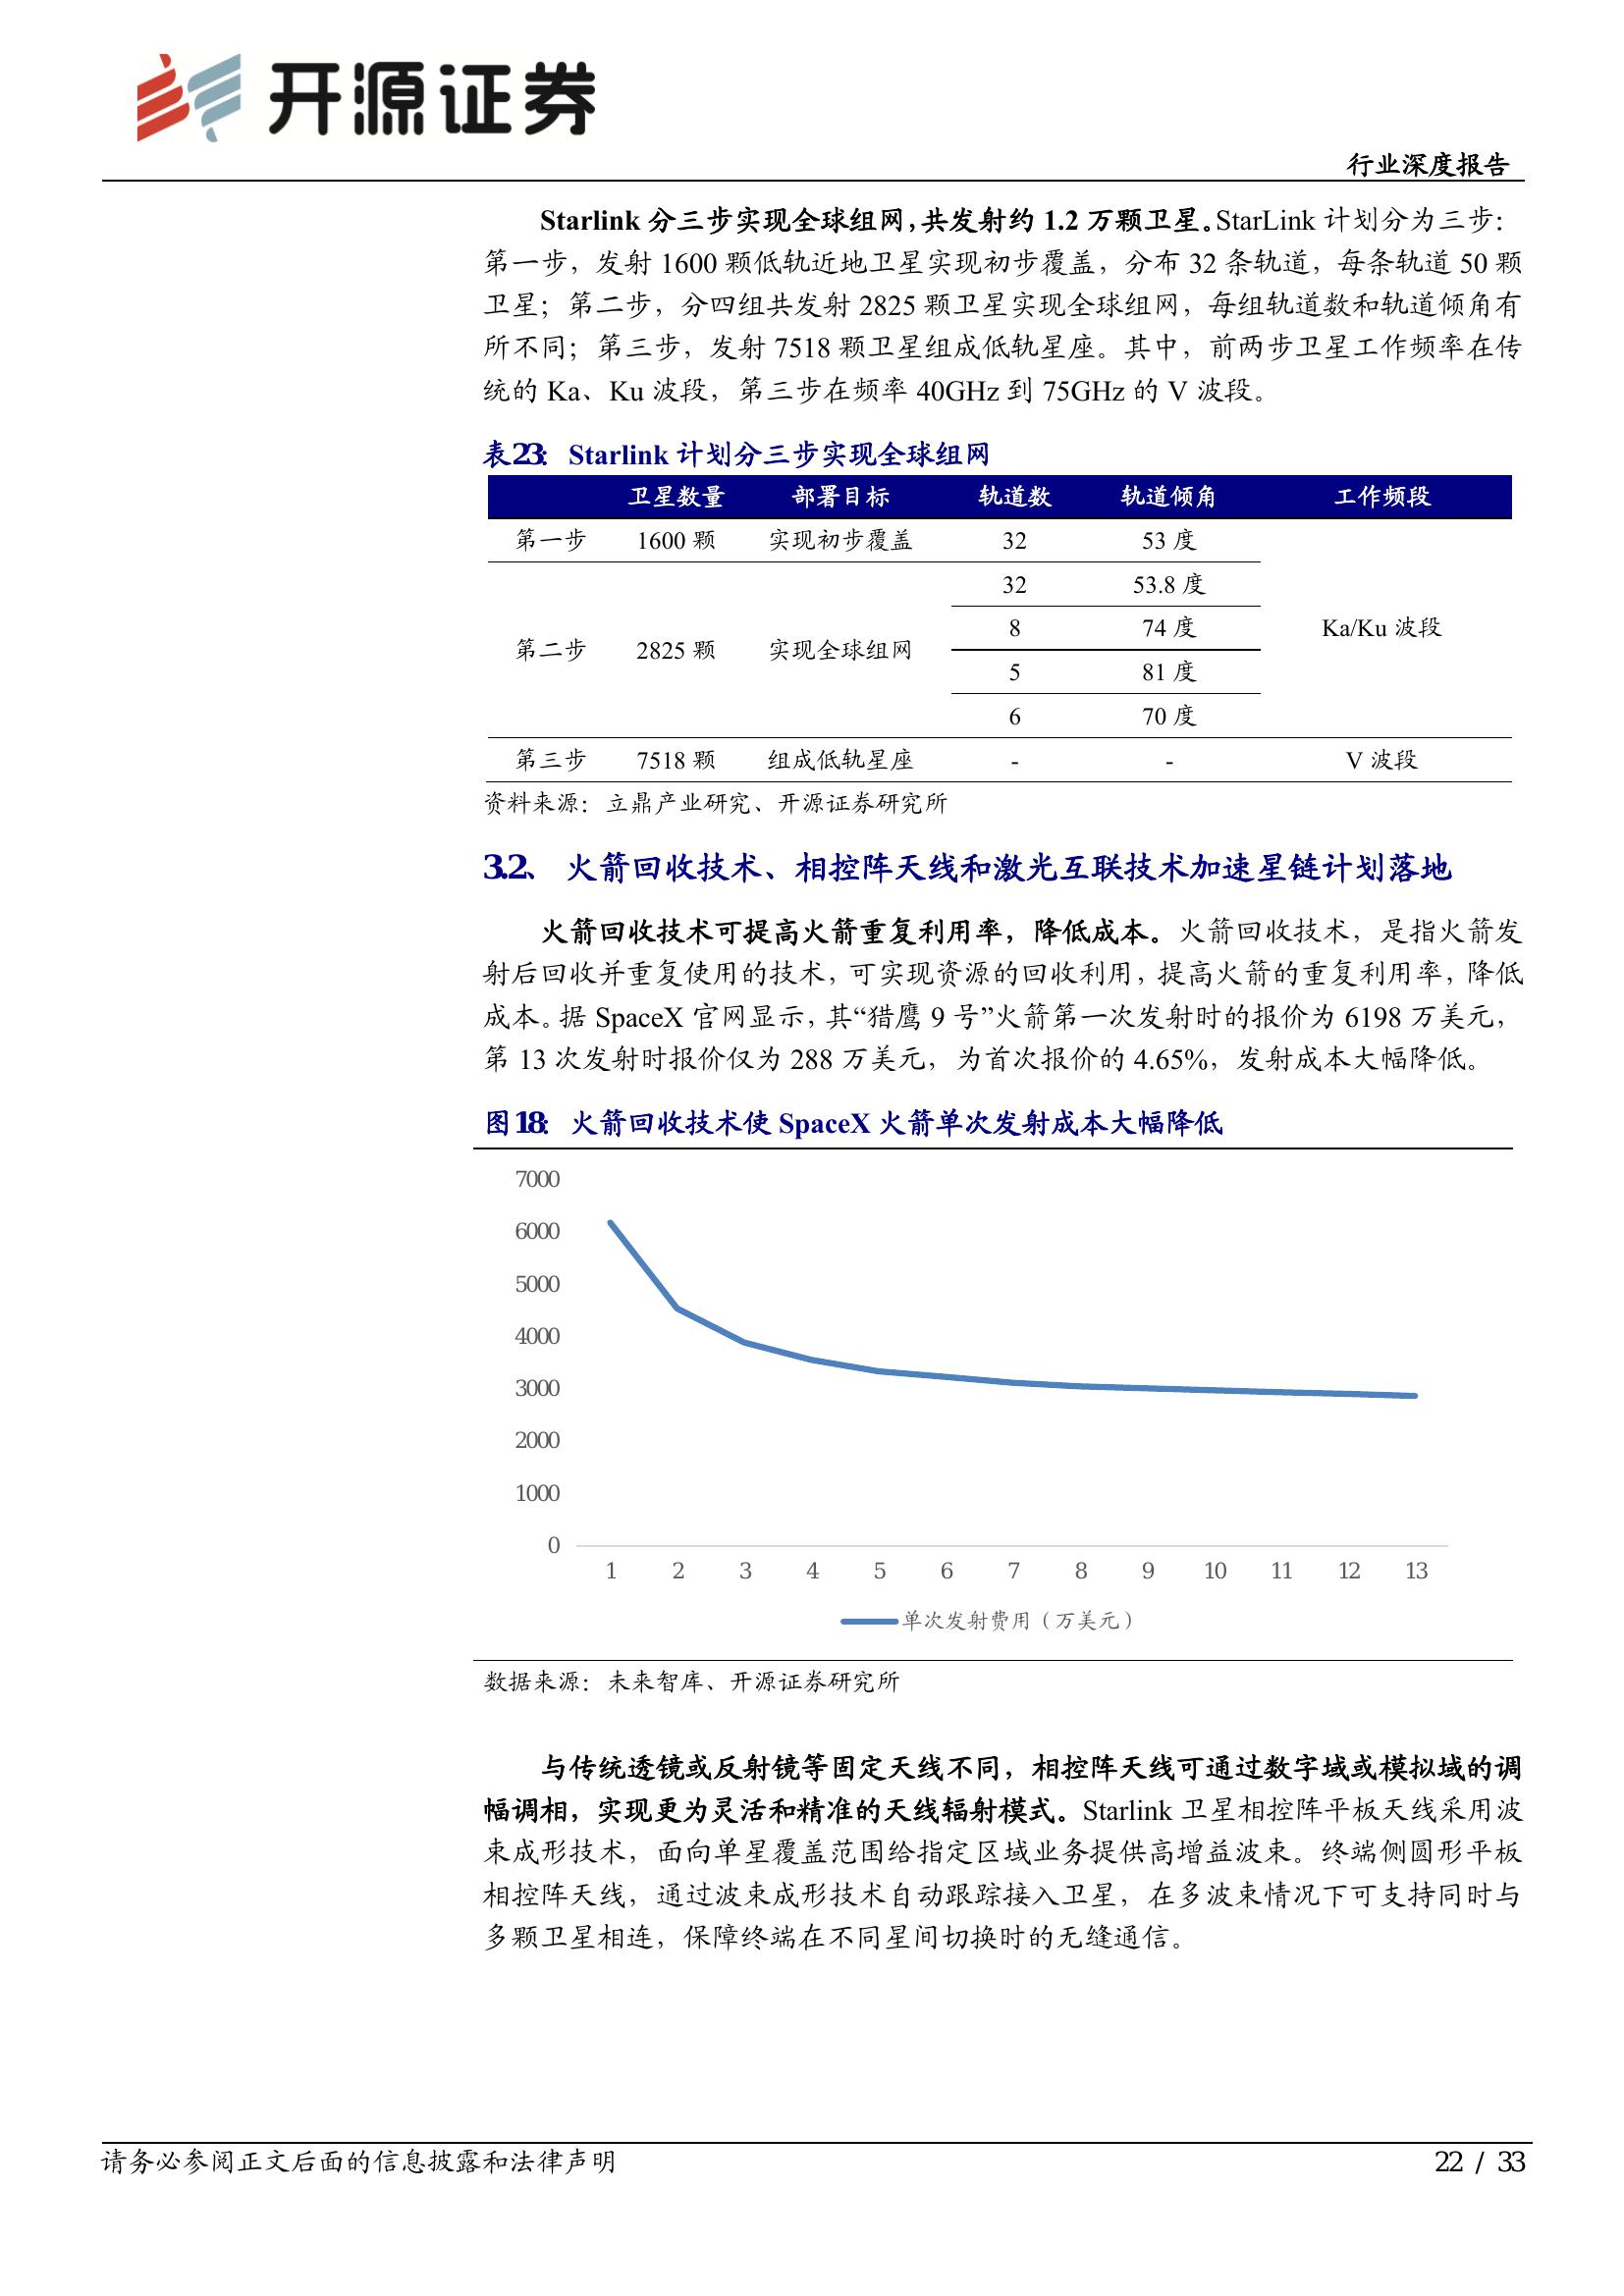 开源证券
行业深度报告
Starlink 分三步实现全球组网，共发射约 1.2 万颗卫星。StarLink 计划分为三步：
第一步，发射 1600 颗低轨近地卫星实现初步覆盖，分布 32 条轨道，每条轨道 50 颗
卫星；第二步，分四组共发射 2825 颗卫星实现全球组网，每组轨道数和轨道倾角有
所不同；第三步，发射 7518 颗卫星组成低轨星座。其中，前两步卫星工作频率在传
统的 Ka、Ku 波段，第三步在频率 40GHz 到 75GHz 的 V 波段。
表23： Starlink 计划分三步实现全球组网
卫星数量 部署目标 轨道数 轨道倾角 工作频段
第一步 1600 颗 实现初步覆盖 32 53 度
32 53.8 度
8 74 度 Ka/Ku 波段
第二步 2825 颗 实现全球组网
5 81 度
6 70 度
第三步 7518 颗 组成低轨星座 - - V 波段
资料来源：立鼎产业研究、开源证券研究所
3.2、 火箭回收技术、相控阵天线和激光互联技术加速星链计划落地
火箭回收技术可提高火箭重复利用率，降低成本。火箭回收技术，是指火箭发
射后回收并重复使用的技术，可实现资源的回收利用，提高火箭的重复利用率，降低
成本。据 SpaceX 官网显示，其“猎鹰 9 号”火箭第一次发射时的报价为 6198 万美元，
第 13 次发射时报价仅为 288 万美元，为首次报价的 4.65%，发射成本大幅降低。
图18： 火箭回收技术使 SpaceX 火箭单次发射成本大幅降低
7000
6000
5000
4000
3000
2000
1000
0
1 2 3 4 5 6 7 8 9 10 11 12 13
单次发射费用（万美元）
数据来源：未来智库、开源证券研究所
与传统透镜或反射镜等固定天线不同，相控阵天线可通过数字域或模拟域的调
幅调相，实现更为灵活和精准的天线辐射模式。Starlink 卫星相控阵平板天线采用波
束成形技术，面向单星覆盖范围给指定区域业务提供高增益波束。终端侧圆形平板
相控阵天线，通过波束成形技术自动跟踪接入卫星，在多波束情况下可支持同时与
多颗卫星相连，保障终端在不同星间切换时的无缝通信。
请务必参阅正文后面的信息披露和法律声明
22 / 33